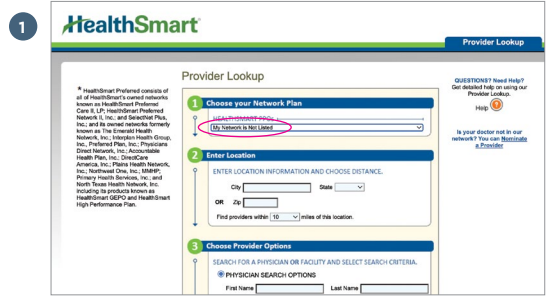 1
HealthSmart
Provider Lookup
Provider Lookup
* HealthSmart Preferred consists of
all of HealthSmart's owned networks
known as HealthSmart Preferred
Care II, LP; HealthSmart Preferred
Network II, Inc.; and SelectNet Plus,
Inc.; and its owned networks formerly
known as The Emerald Health
Network, Inc.; Interplan Health Group,
Inc., Preferred Plan, Inc.; Physicians
Direct Network, Inc.; Accountable
Health Plan, Inc.; DirectCare
America, Inc.; Plains Health Network,
Inc.; Northwest One, Inc.; MMHP;
Primary Health Services, Inc.; and
North Texas Health Network, Inc.
including its products known as
HealthSmart GEPO and HealthSmart
High Performance Plan.
1 Choose your Network Plan
HEALTHSMART PPOs
My Network is Not Listed
2 Enter Location
ENTER LOCATION INFORMATION AND CHOOSE DISTANCE.
City State
OR Zip
Find providers within 10 miles of this location.
3 Choose Provider Options
SEARCH FOR A PHYSICIAN OR FACILITY AND SELECT SEARCH CRITERIA.
PHYSICIAN SEARCH OPTIONS
First Name Last Name
QUESTIONS? Need Help?
Get detailed help on using our
Provider Lookup.
Help ?
Is your doctor not in our
network? You can Nominate
a Provider